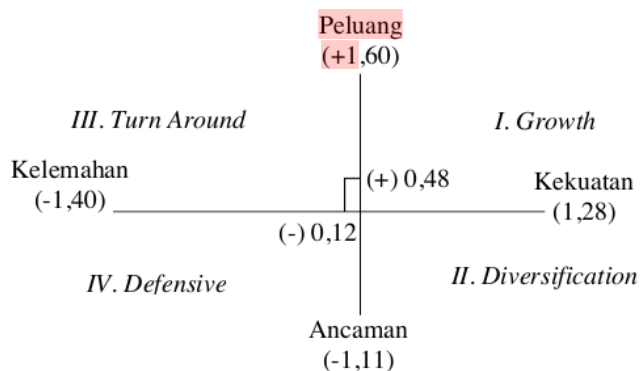 Peluang
(+1,60)
III. Turn Around
I. Growth
Kelemahan
(-1,40)
(+) 0,48
Kekuatan
(1,28)
(-) 0,12
IV. Defensive
II. Diversification
Ancaman
(-1,11)